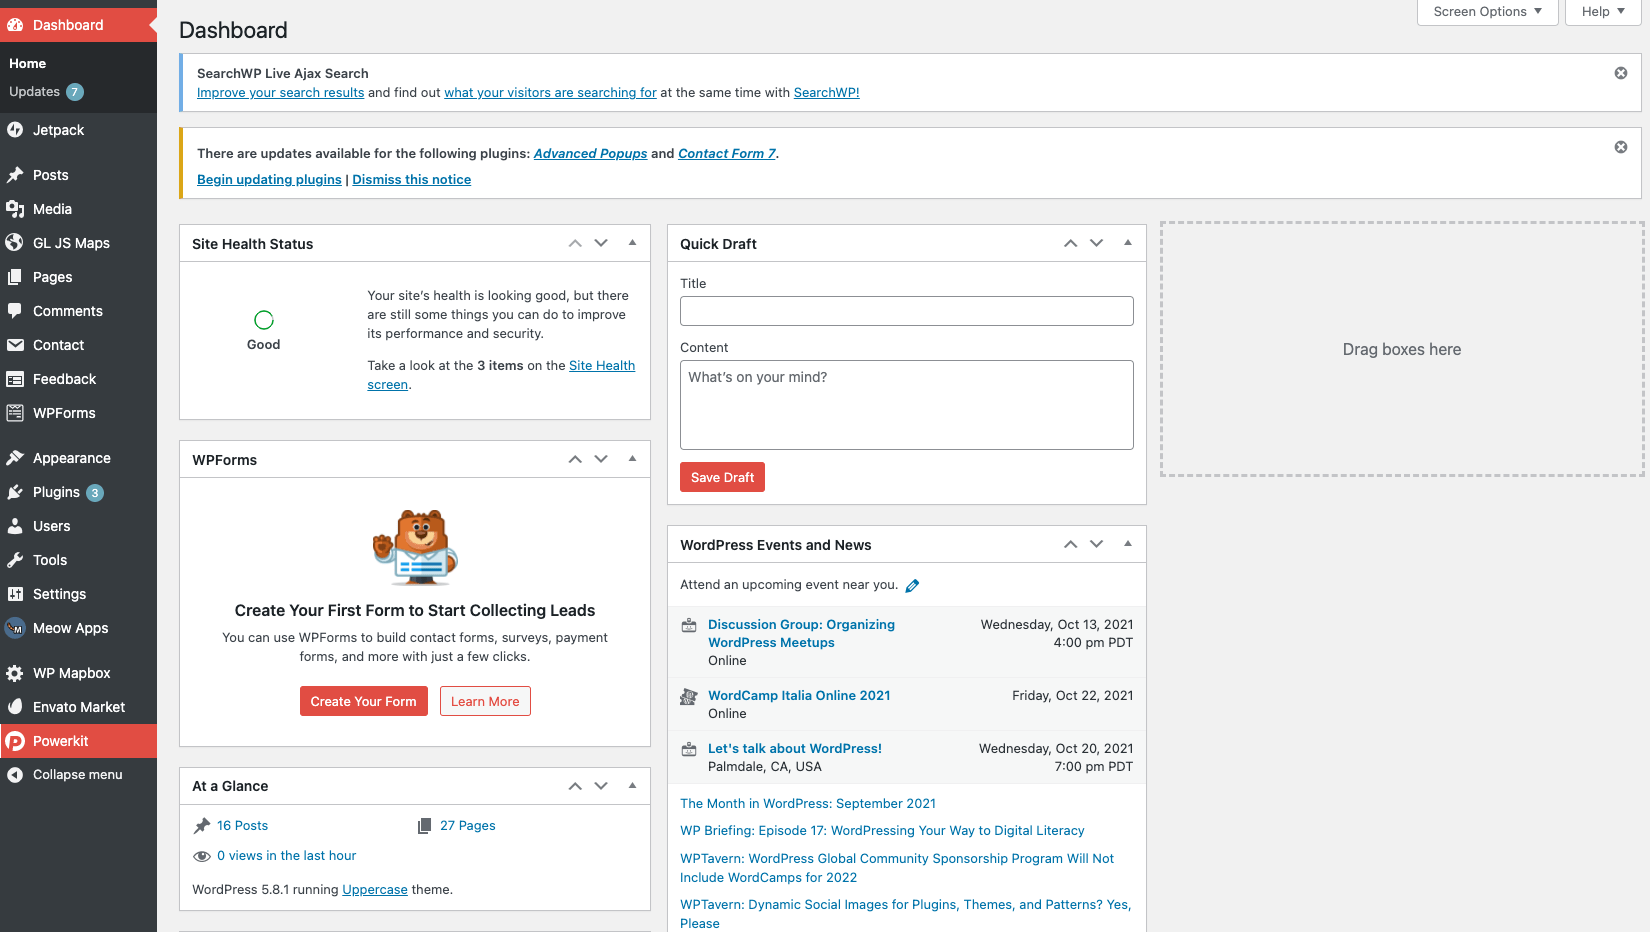 Dashboard
Home
Updates 7
Jetpack
Posts
Media
GL JS Maps
Pages
Comments
Contact
Feedback
WPForms
Appearance
Plugins 3
Users
Tools
Settings
Meow Apps
WP Mapbox
Envato Market
Powerkit
Collapse menu
Screen Options
Help
Dashboard
SearchWP Live Ajax Search
Improve your search results and find out what your visitors are searching for at the same time with SearchWP!
There are updates available for the following plugins: Advanced Popups and Contact Form 7.
Begin updating plugins | Dismiss this notice
Site Health Status
Good
Your site's health is looking good, but there
are still some things you can do to improve
its performance and security.
Take a look at the 3 items on the Site Health
screen.
WPForms
Create Your First Form to Start Collecting Leads
You can use WPForms to build contact forms, surveys, payment
forms, and more with just a few clicks.
Create Your Form
Learn More
At a Glance
16 Posts
27 Pages
0 views in the last hour
WordPress 5.8.1 running Uppercase theme.
Quick Draft
Title
Content
What's on your mind?
Save Draft
WordPress Events and News
Attend an upcoming event near you.
Discussion Group: Organizing
WordPress Meetups
Online
Wednesday, Oct 13, 2021
4:00 pm PDT
WordCamp Italia Online 2021
Online
Friday, Oct 22, 2021
Let's talk about WordPress!
Palmdale, CA, USA
Wednesday, Oct 20, 2021
7:00 pm PDT
The Month in WordPress: September 2021
WP Briefing: Episode 17: WordPressing Your Way to Digital Literacy
WPTavern: WordPress Global Community Sponsorship Program Will Not
Include WordCamps for 2022
WPTavern: Dynamic Social Images for Plugins, Themes, and Patterns? Yes,
Please
Drag boxes here